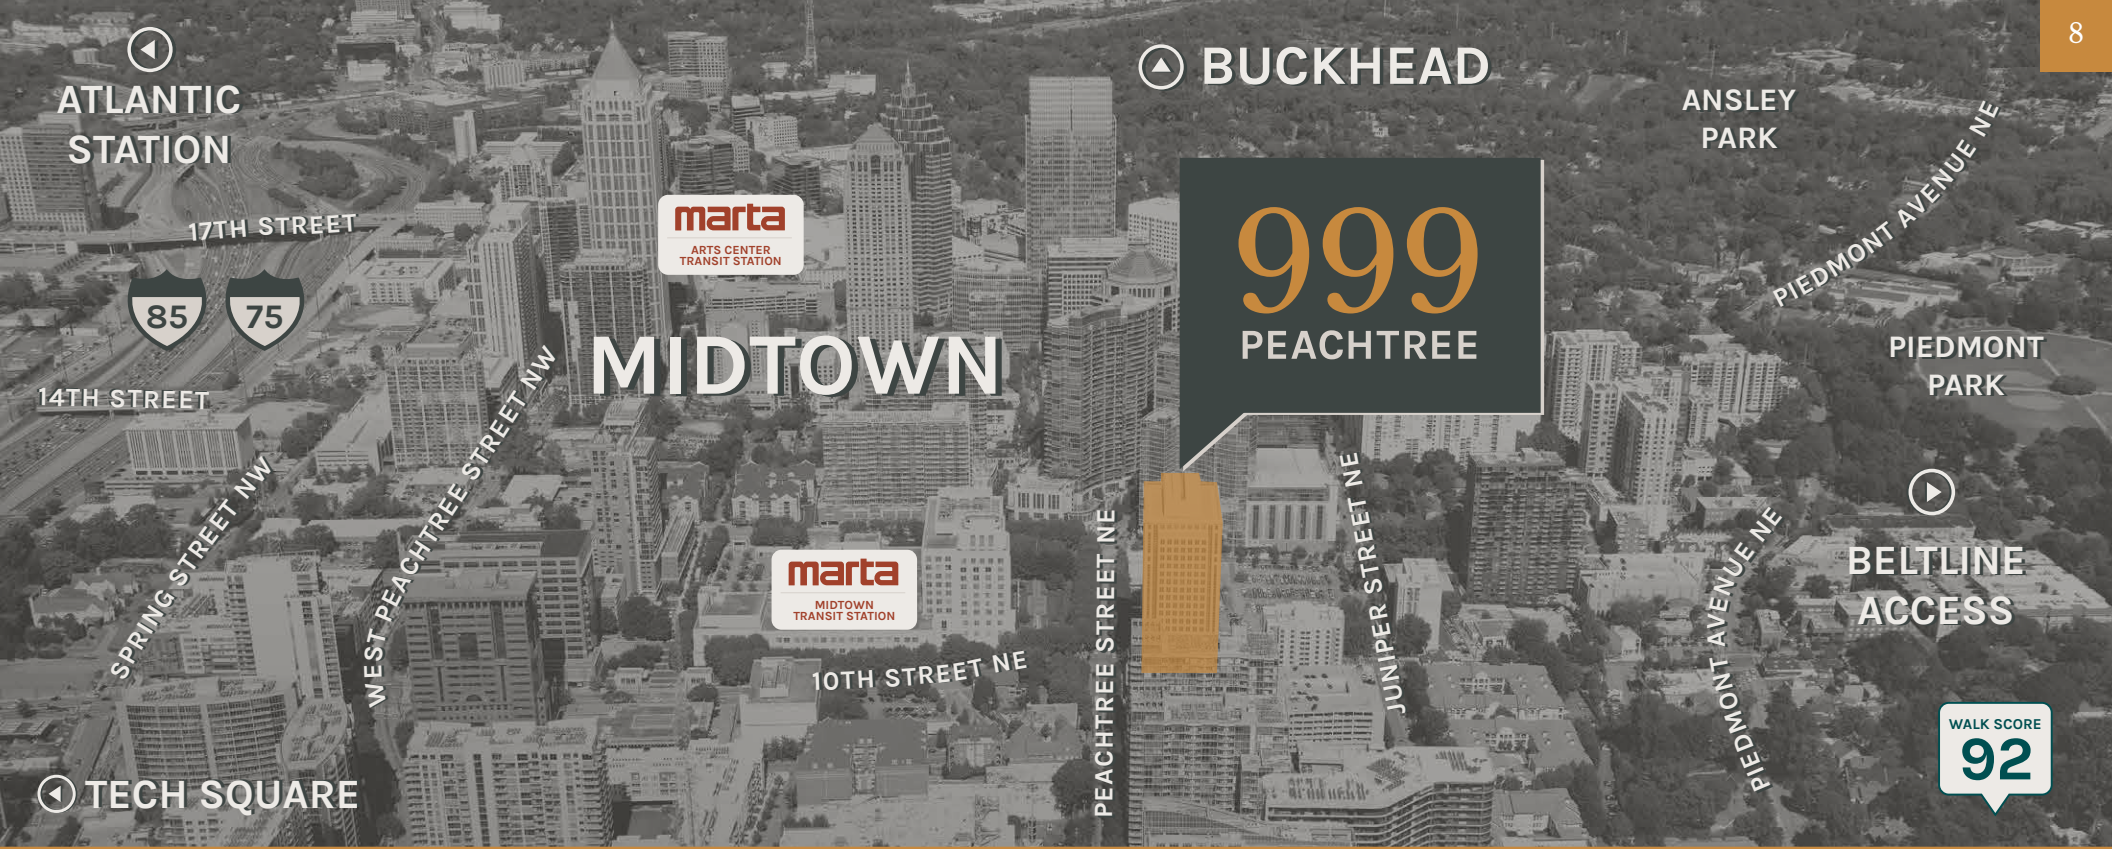 8
ATLANTIC
STATION
BUCKHEAD
ANSLEY
PARK
PIEDMONT AVENUE NE
17TH STREET
marta
ARTS CENTER
TRANSIT STATION
999
PEACHTREE
85
75
MIDTOWN
PIEDMONT
PARK
14TH STREET
SPRING STREET NW
WEST PEACHTREE STREET NW
marta
MIDTOWN
TRANSIT STATION
10TH STREET NE
PEACHTREE STREET NE
JUNIPER STREET NE
PIEDMONT AVENUE NE
BELTLINE
ACCESS
TECH SQUARE
WALK SCORE
92